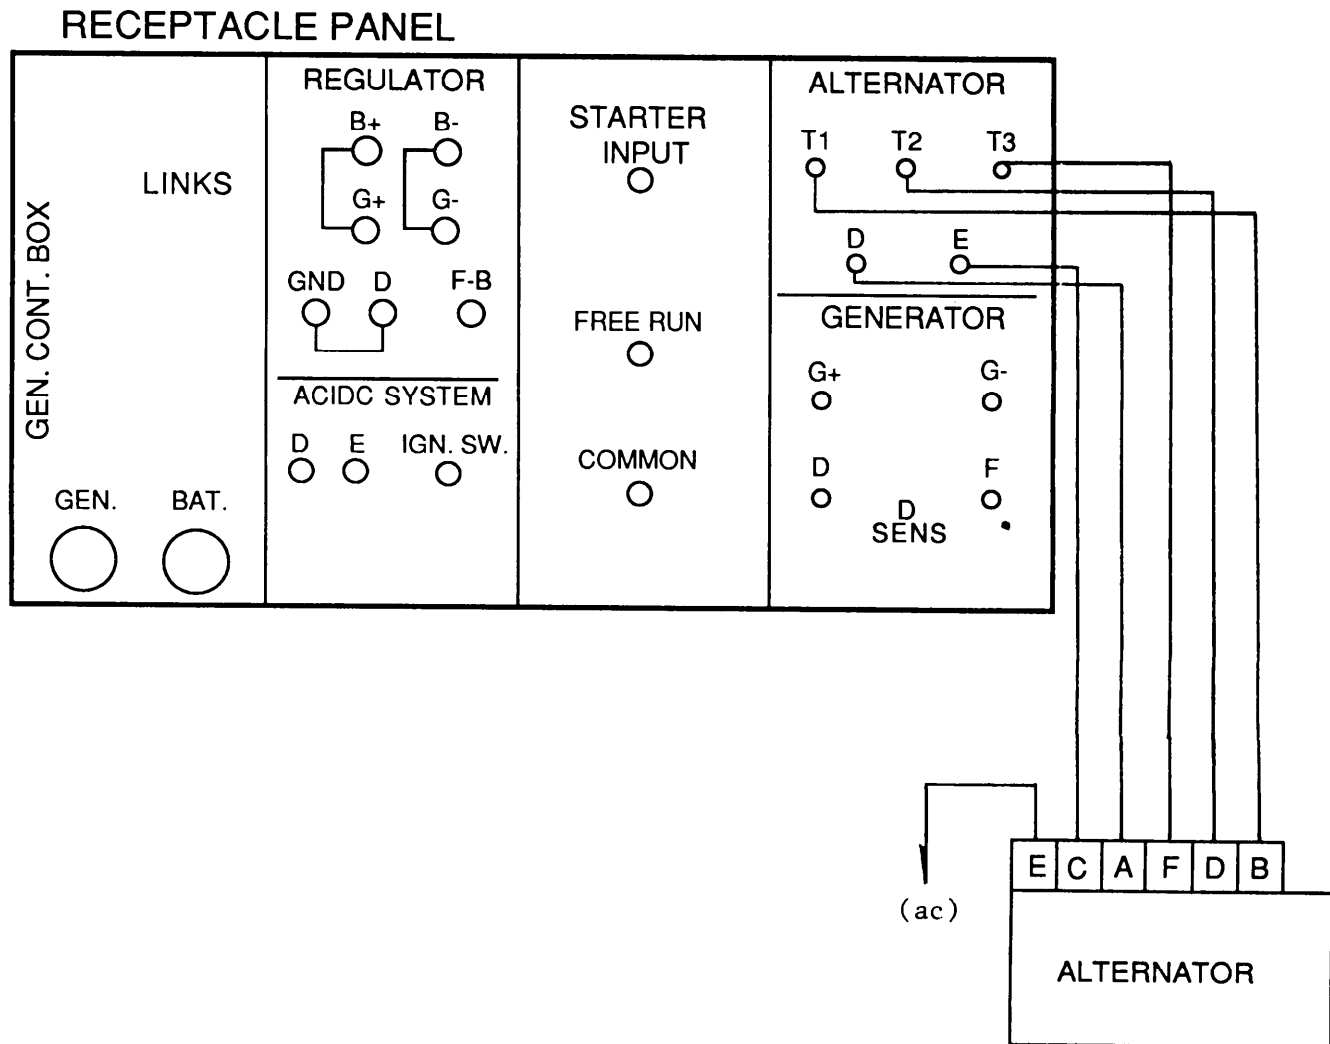 RECEPTACLE PANEL
GEN. CONT. BOX
LINKS
GEN. BAT.
REGULATOR
B+ B-
G+ G-
GND D F-B
ACIDC SYSTEM
D E IGN. SW.
STARTER
INPUT
FREE RUN
COMMON
ALTERNATOR
T1 T2 T3
D E
GENERATOR
G+ G-
D F
D
SENS
(ac)
E C A F D B
ALTERNATOR